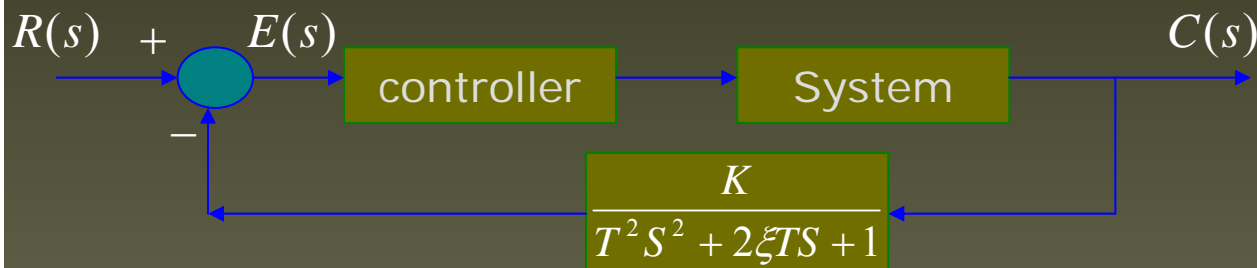 R(s) + E(s) C(s)
controller System
−
K
T²S² + 2ξTS + 1